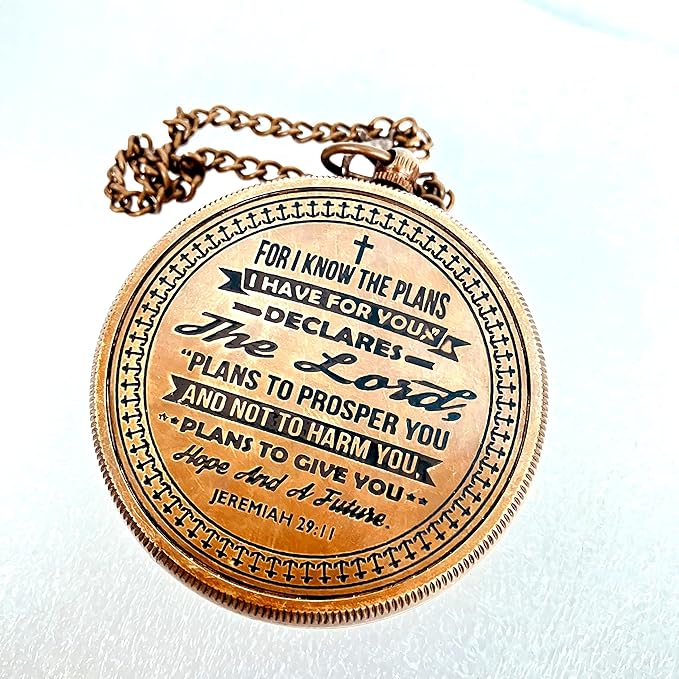 FOR I KNOW THE PLANS
I HAVE FOR YOU,
DECLARES
The Lord,
"PLANS TO PROSPER YOU
AND NOT TO HARM YOU,
PLANS TO GIVE YOU
Hope And A Future.
JEREMIAH 29:11